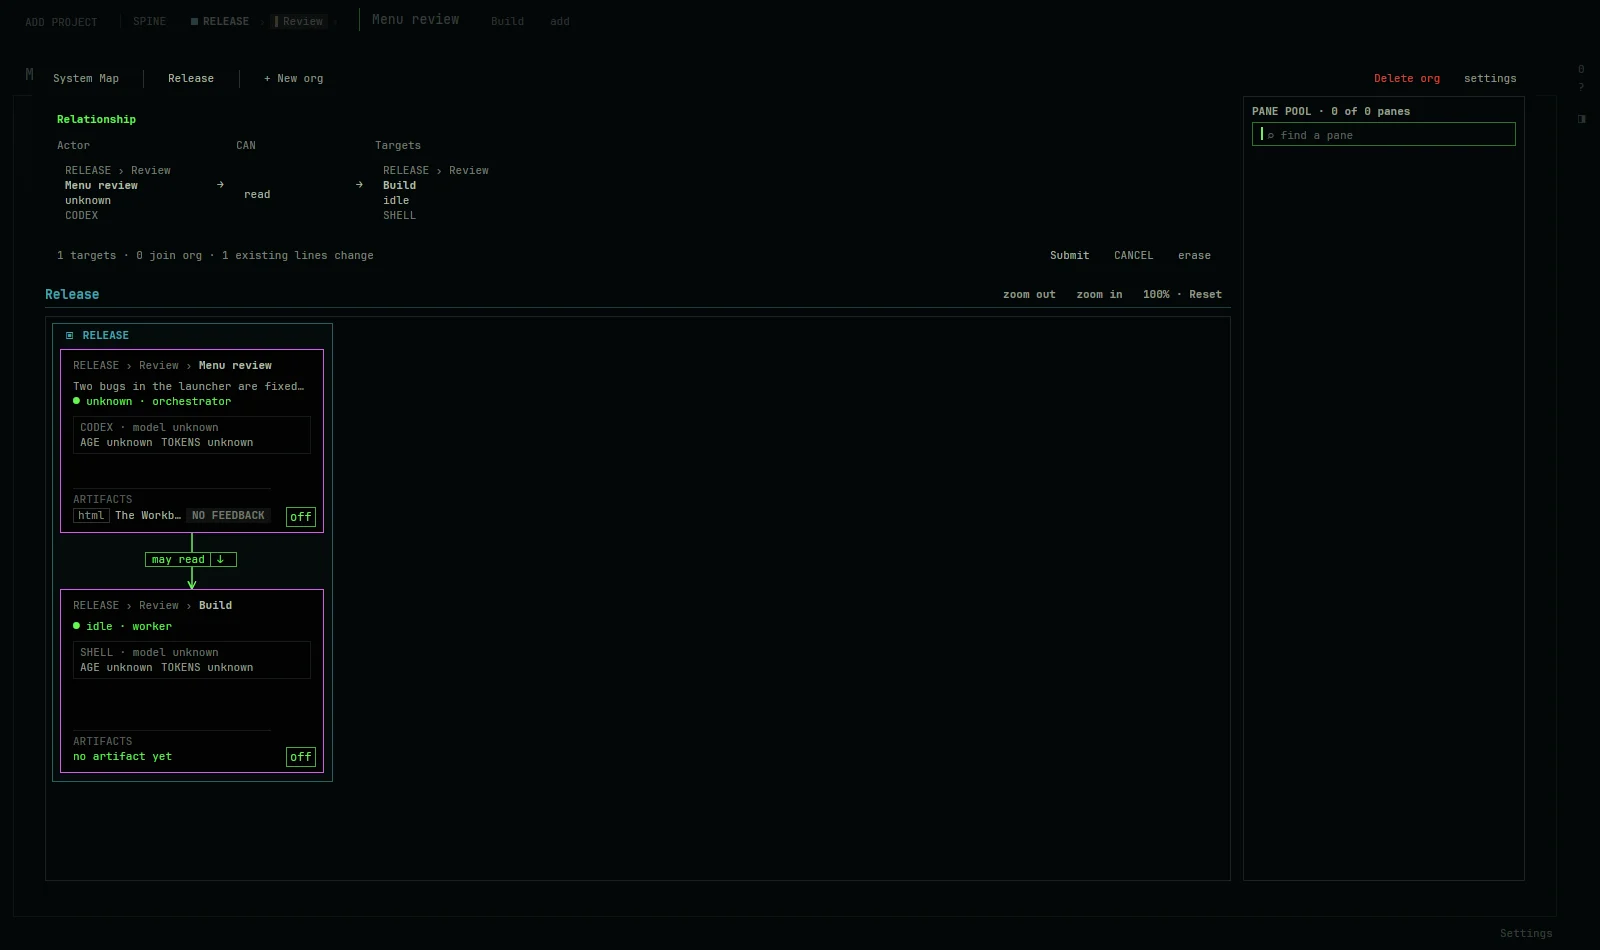 ADD PROJECT SPINE RELEASE › Review › Menu review Build add
M System Map Release + New org Delete org settings
0
?
Relationship
Actor CAN Targets
RELEASE › Review
Menu review
unknown
CODEX
→ read →
RELEASE › Review
Build
idle
SHELL
1 targets · 0 join org · 1 existing lines change Submit CANCEL erase
Release zoom out zoom in 100% · Reset
RELEASE
RELEASE › Review › Menu review
Two bugs in the launcher are fixed…
unknown · orchestrator
CODEX · model unknown
AGE unknown TOKENS unknown
ARTIFACTS
html The Workb… NO FEEDBACK off
may read ↓
RELEASE › Review › Build
idle · worker
SHELL · model unknown
AGE unknown TOKENS unknown
ARTIFACTS
no artifact yet off
PANE POOL · 0 of 0 panes
⌕ find a pane
Settings